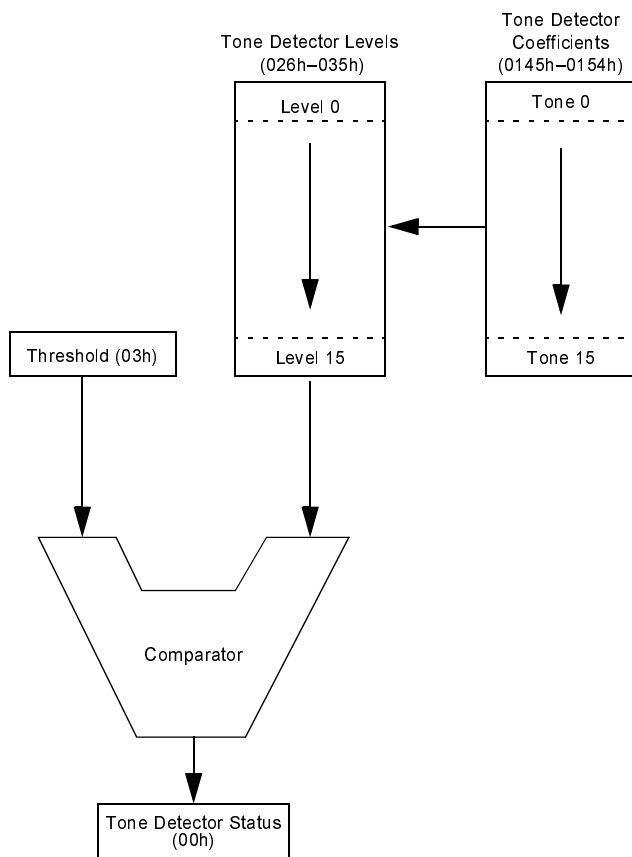 Tone Detector Levels
(026h–035h)
Tone Detector
Coefficients
(0145h–0154h)
Level 0
Tone 0
Threshold (03h)
Level 15
Tone 15
Comparator
Tone Detector Status
(00h)